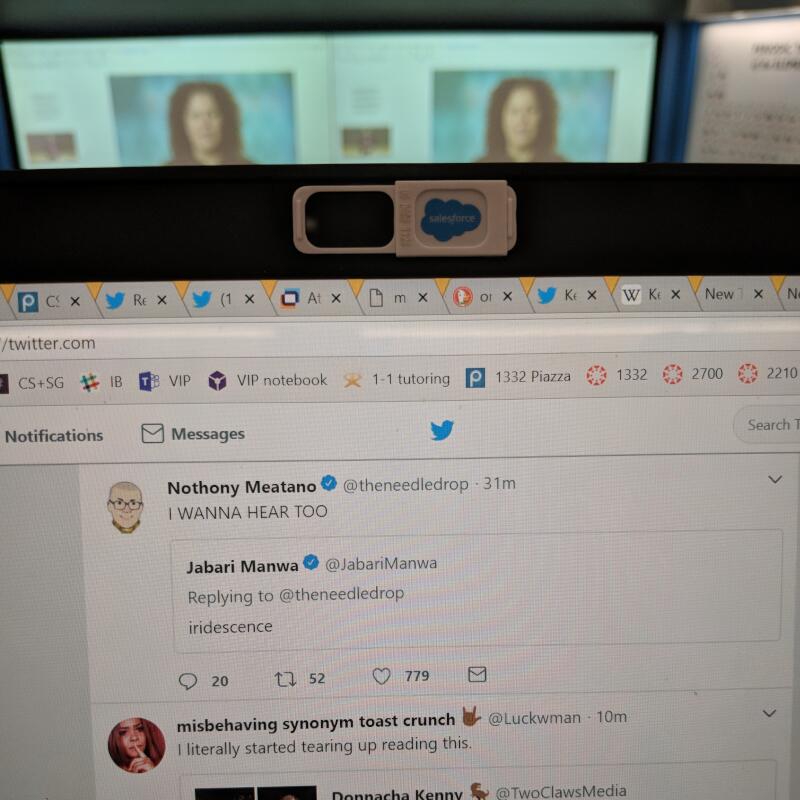 salesforce
CS
Re
(1
At
m
or
Ke
W Ke
New T
Ne
//twitter.com
CS+SG
IB
VIP
VIP notebook
1-1 tutoring
1332 Piazza
1332
2700
2210
Notifications
Messages
Search T
Nothony Meatano @theneedledrop · 31m
I WANNA HEAR TOO
Jabari Manwa @JabariManwa
Replying to @theneedledrop
iridescence
20 52 779
misbehaving synonym toast crunch @Luckwman · 10m
I literally started tearing up reading this.
Donnacha Kenny @TwoClawsMedia